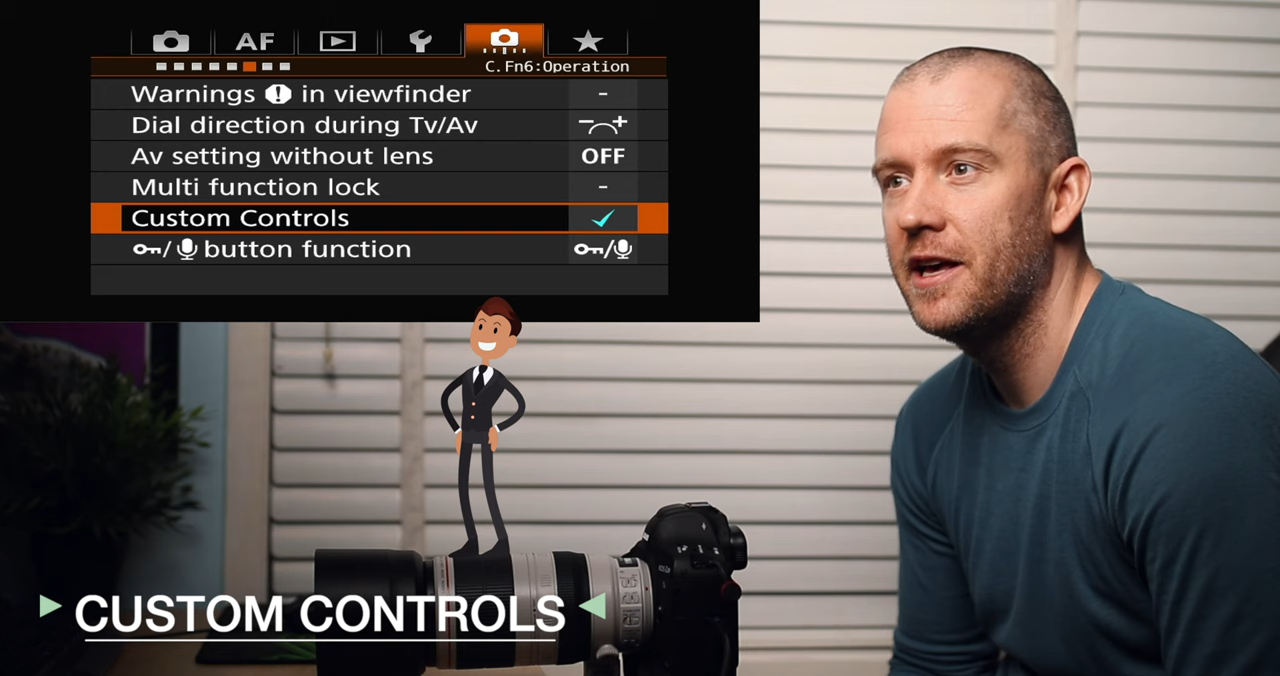 AF
C.Fn6:Operation
Warnings in viewfinder -
Dial direction during Tv/Av - +
Av setting without lens OFF
Multi function lock -
Custom Controls
/ button function /
CUSTOM CONTROLS